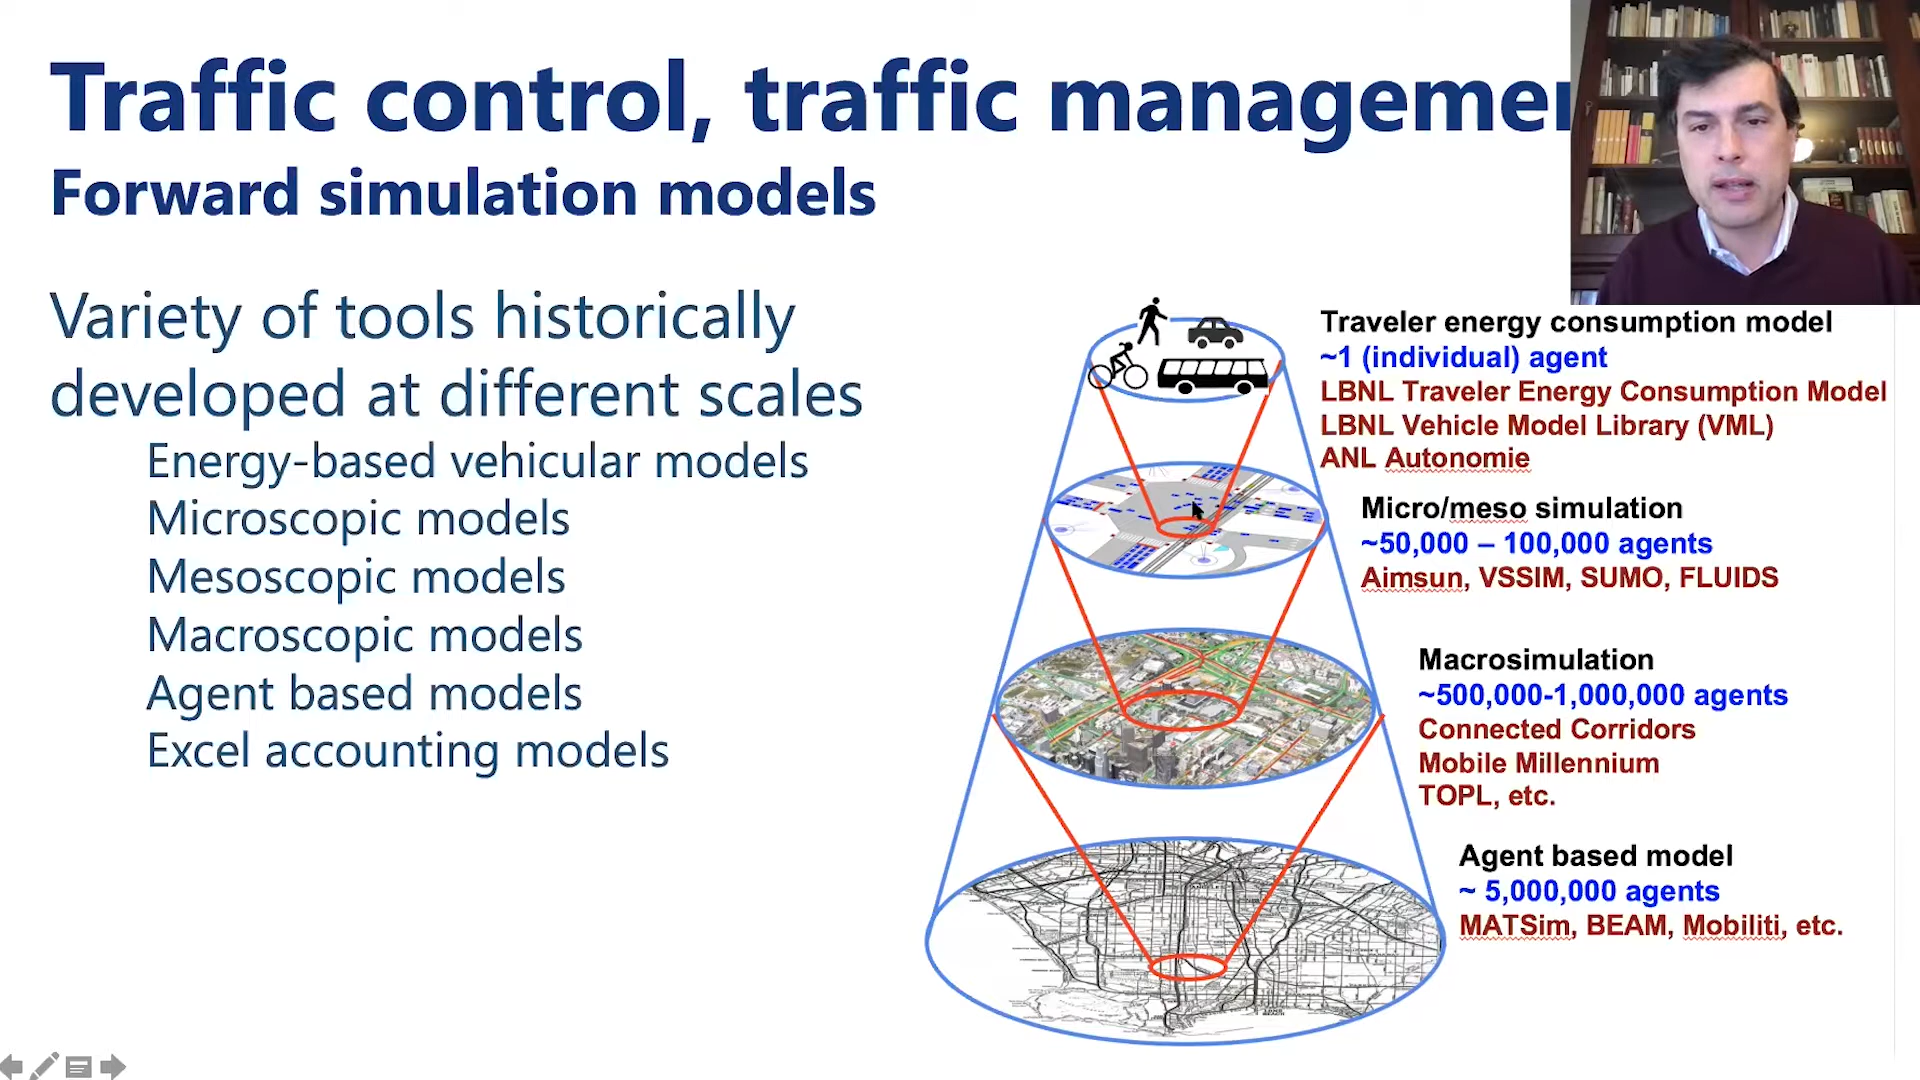 Traffic control, traffic managemen
Forward simulation models
Variety of tools historically
developed at different scales
Energy-based vehicular models
Microscopic models
Mesoscopic models
Macroscopic models
Agent based models
Excel accounting models
Traveler energy consumption model
~1 (individual) agent
LBNL Traveler Energy Consumption Model
LBNL Vehicle Model Library (VML)
ANL Autonomie
Micro/meso simulation
~50,000 – 100,000 agents
Aimsun, VSSIM, SUMO, FLUIDS
Macrosimulation
~500,000-1,000,000 agents
Connected Corridors
Mobile Millennium
TOPL, etc.
Agent based model
~ 5,000,000 agents
MATSim, BEAM, Mobiliti, etc.